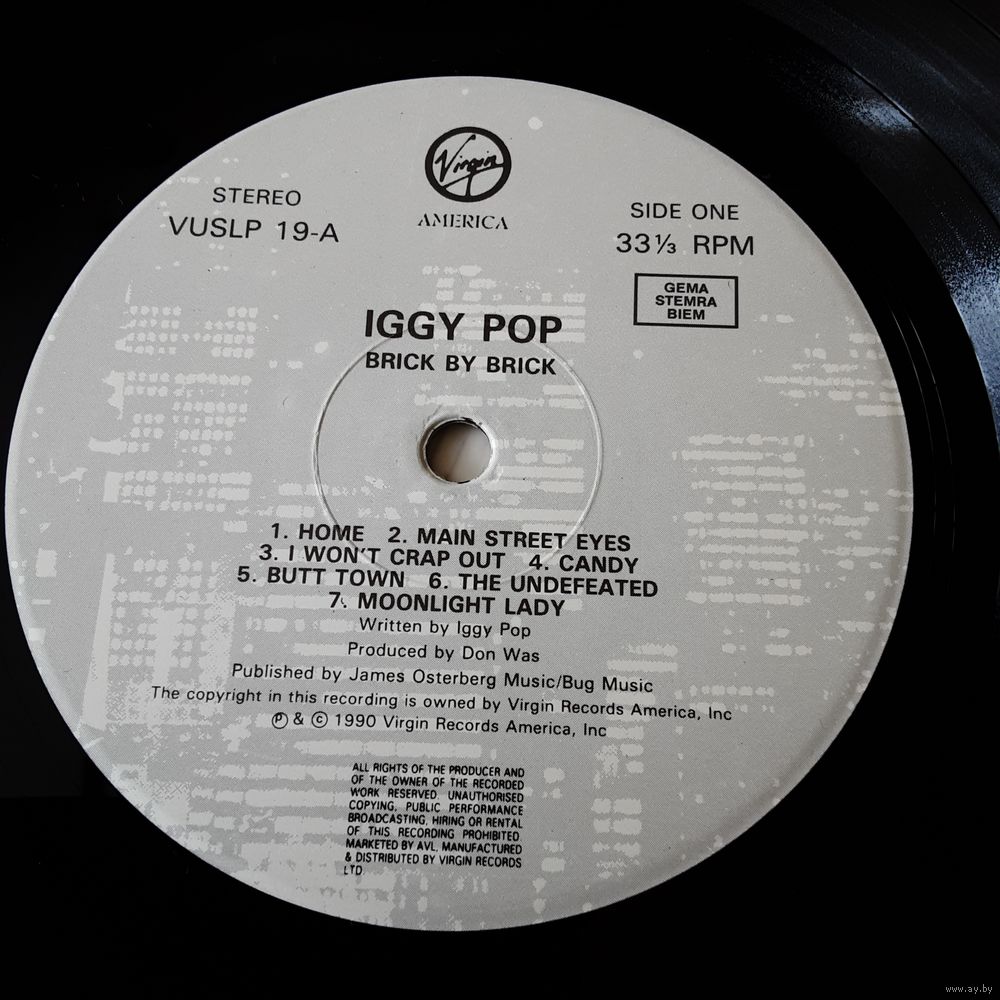 Virgin
AMERICA
STEREO
VUSLP 19-A
SIDE ONE
33⅓ RPM
GEMA
STEMRA
BIEM
IGGY POP
BRICK BY BRICK
1. HOME 2. MAIN STREET EYES
3. I WON'T CRAP OUT 4. CANDY
5. BUTT TOWN 6. THE UNDEFEATED
7. MOONLIGHT LADY
Written by Iggy Pop
Produced by Don Was
Published by James Osterberg Music/Bug Music
The copyright in this recording is owned by Virgin Records America, Inc
℗ & © 1990 Virgin Records America, Inc
ALL RIGHTS OF THE PRODUCER AND
OF THE OWNER OF THE RECORDED
WORK RESERVED. UNAUTHORISED
COPYING, PUBLIC PERFORMANCE
BROADCASTING, HIRING OR RENTAL
OF THIS RECORDING PROHIBITED.
MARKETED BY AVL, MANUFACTURED
& DISTRIBUTED BY VIRGIN RECORDS
LTD.
www.ay.by